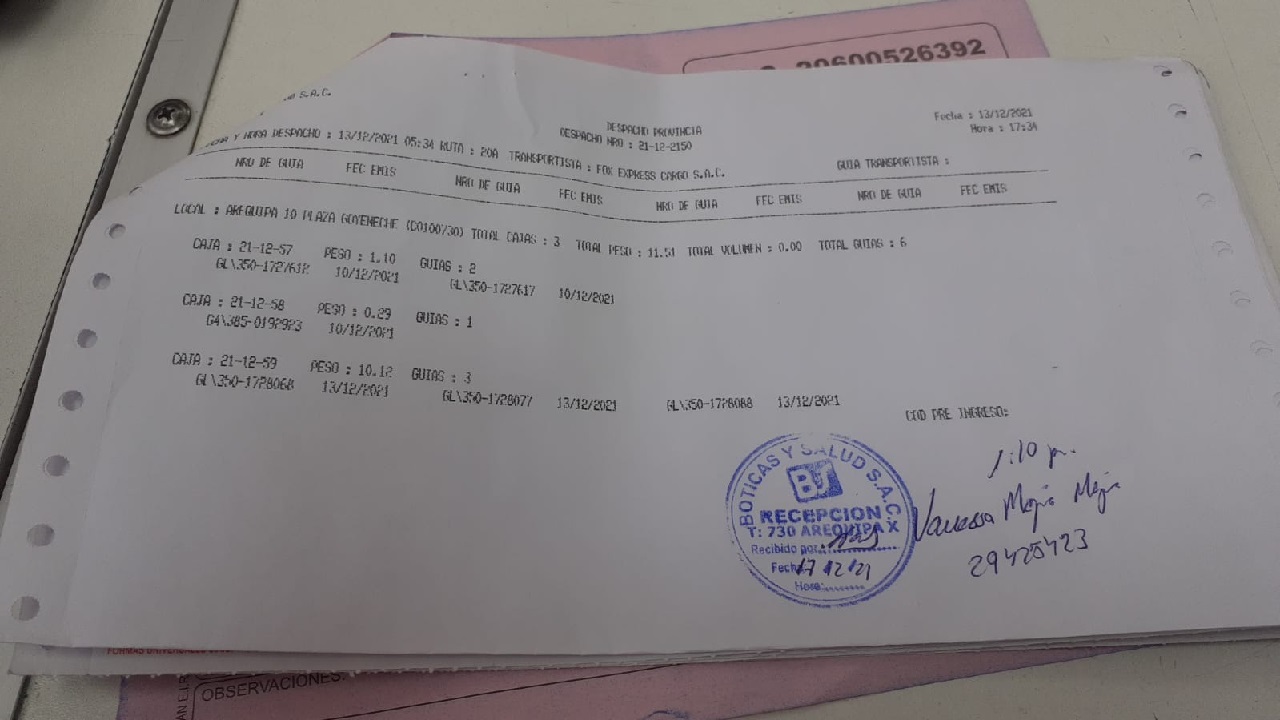 20600526392
S.A.C.
DESPACHO PROVINCIA
DESPACHO NRO : 21-12-2150
Fecha : 13/12/2021
Hora : 17:34
Y HORA DESPACHO : 13/12/2021 05:34 RUTA : 20A TRANSPORTISTA : FOX EXPRESS CARGO S.A.C.
GUIA TRANSPORTISTA :
NRO DE GUIA FEC EMIS NRO DE GUIA FEC EMIS NRO DE GUIA FEC EMIS NRO DE GUIA FEC EMIS
LOCAL : AREQUIPA 10 PLAZA GOYENECHE (C0100730) TOTAL CAJAS : 3 TOTAL PESO : 11.51 TOTAL VOLUMEN : 0.00 TOTAL GUIAS : 6
CAJA : 21-12-57 PESO : 1.10 GUIAS : 2
GL\350-1727612 10/12/2021 GL\350-1727617 10/12/2021
CAJA : 21-12-58 PESO : 0.29 GUIAS : 1
G4\385-0192923 10/12/2021
CAJA : 21-12-59 PESO : 10.12 GUIAS : 3
GL\350-1728068 13/12/2021 GL\350-1728077 13/12/2021 GL\350-1728088 13/12/2021
COD PRE INGRESO:
BOTICAS Y SALUD S.A.C.
BS
RECEPCION
T: 730 AREQUIPA X
Recibido por:
Fecha 17 12 21
Hora:
1:10 p.
Vanessa Mejia Mejia
29425423
OBSERVACIONES: